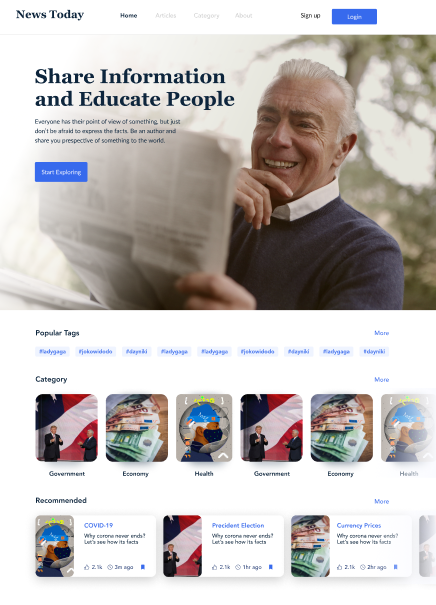 News Today
Home Articles Category About
Sign up Login
Share Information
and Educate People
Everyone has their point of view of something, but just
don't be afraid to express the facts. Be an author and
share you prespective of something to the world.
Start Exploring
Popular Tags More
#ladygaga #jokowidodo #dayniki #ladygaga #ladygaga #jokowidodo #dayniki #ladygaga #dayniki
Category More
Government Economy Health Government Economy Health
Recommended More
COVID-19
Why corona never ends?
Let's see how its facts
2.1k 3m ago
Precident Election
Why corona never ends?
Let's see how its facts
2.1k 1hr ago
Currency Prices
Why corona never ends?
Let's see how its facts
2.1k 2hr ago